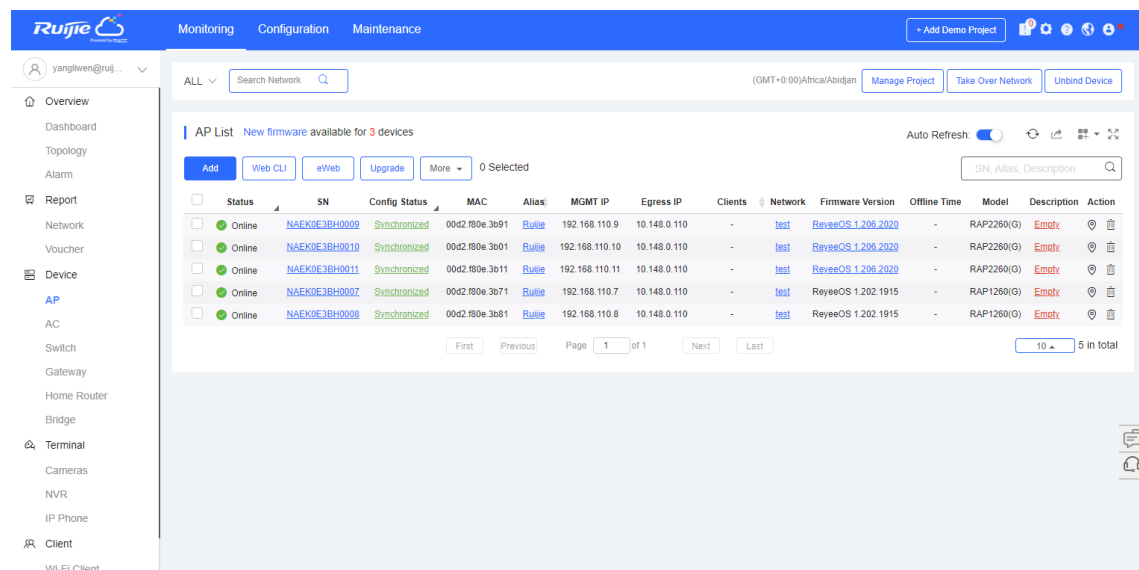 Ruijie Powered by MACC
Monitoring Configuration Maintenance
+ Add Demo Project
0
yangliwen@ruij...
ALL
Search Network
(GMT+0:00)Africa/Abidjan
Manage Project
Take Over Network
Unbind Device
Overview
Dashboard
Topology
Alarm
Report
Network
Voucher
Device
AP
AC
Switch
Gateway
Home Router
Bridge
Terminal
Cameras
NVR
IP Phone
Client
Wi-Fi Client
AP List New firmware available for 3 devices
Auto Refresh:
Add Web CLI eWeb Upgrade More 0 Selected
SN, Alias, Description
Status SN Config Status MAC Alias MGMT IP Egress IP Clients Network Firmware Version Offline Time Model Description Action
Online NAEK0E3BH0009 Synchronized 00d2.f80e.3b91 Ruijie 192.168.110.9 10.148.0.110 - test ReyeeOS 1.206.2020 - RAP2260(G) Empty
Online NAEK0E3BH0010 Synchronized 00d2.f80e.3b01 Ruijie 192.168.110.10 10.148.0.110 - test ReyeeOS 1.206.2020 - RAP2260(G) Empty
Online NAEK0E3BH0011 Synchronized 00d2.f80e.3b11 Ruijie 192.168.110.11 10.148.0.110 - test ReyeeOS 1.206.2020 - RAP2260(G) Empty
Online NAEK0E3BH0007 Synchronized 00d2.f80e.3b71 Ruijie 192.168.110.7 10.148.0.110 - test ReyeeOS 1.202.1915 - RAP1260(G) Empty
Online NAEK0E3BH0008 Synchronized 00d2.f80e.3b81 Ruijie 192.168.110.8 10.148.0.110 - test ReyeeOS 1.202.1915 - RAP1260(G) Empty
First Previous Page 1 of 1 Next Last
10 5 in total